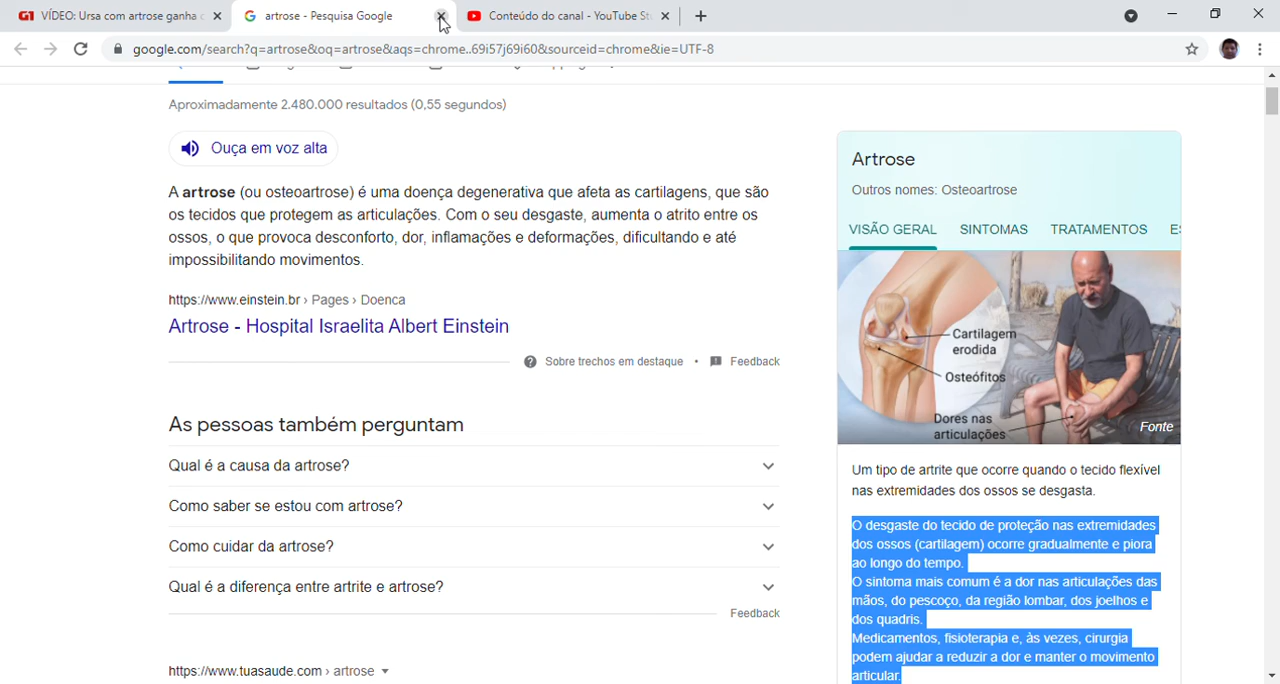 G1 VÍDEO: Ursa com artrose ganha c
artrose - Pesquisa Google
Conteúdo do canal - YouTube St
google.com/search?q=artrose&oq=artrose&aqs=chrome..69i57j69i60&sourceid=chrome&ie=UTF-8
Aproximadamente 2.480.000 resultados (0,55 segundos)
Ouça em voz alta
A artrose (ou osteoartrose) é uma doença degenerativa que afeta as cartilagens, que são
os tecidos que protegem as articulações. Com o seu desgaste, aumenta o atrito entre os
ossos, o que provoca desconforto, dor, inflamações e deformações, dificultando e até
impossibilitando movimentos.
https://www.einstein.br › Pages › Doenca
Artrose - Hospital Israelita Albert Einstein
Sobre trechos em destaque • Feedback
As pessoas também perguntam
Qual é a causa da artrose?
Como saber se estou com artrose?
Como cuidar da artrose?
Qual é a diferença entre artrite e artrose?
Feedback
https://www.tuasaude.com › artrose
Artrose
Outros nomes: Osteoartrose
VISÃO GERAL SINTOMAS TRATAMENTOS ES
Cartilagem
erodida
Osteófitos
Dores nas
articulações
Fonte
Um tipo de artrite que ocorre quando o tecido flexível
nas extremidades dos ossos se desgasta.
O desgaste do tecido de proteção nas extremidades
dos ossos (cartilagem) ocorre gradualmente e piora
ao longo do tempo.
O sintoma mais comum é a dor nas articulações das
mãos, do pescoço, da região lombar, dos joelhos e
dos quadris.
Medicamentos, fisioterapia e, às vezes, cirurgia
podem ajudar a reduzir a dor e manter o movimento
articular.